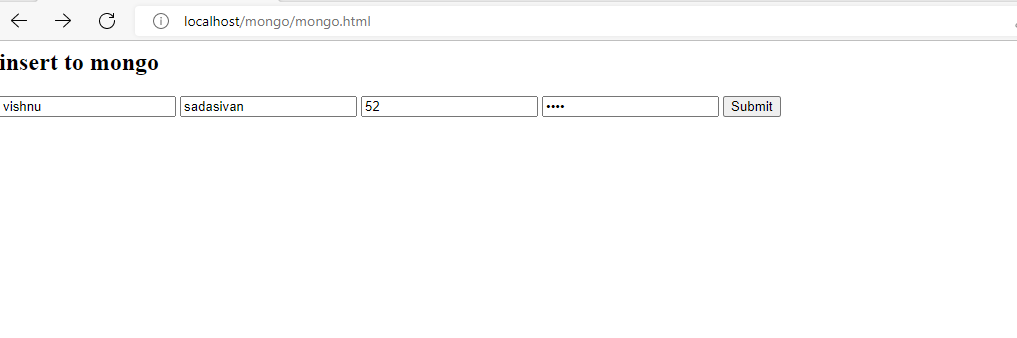 localhost/mongo/mongo.html
insert to mongo
vishnu sadasivan 52 •••• Submit